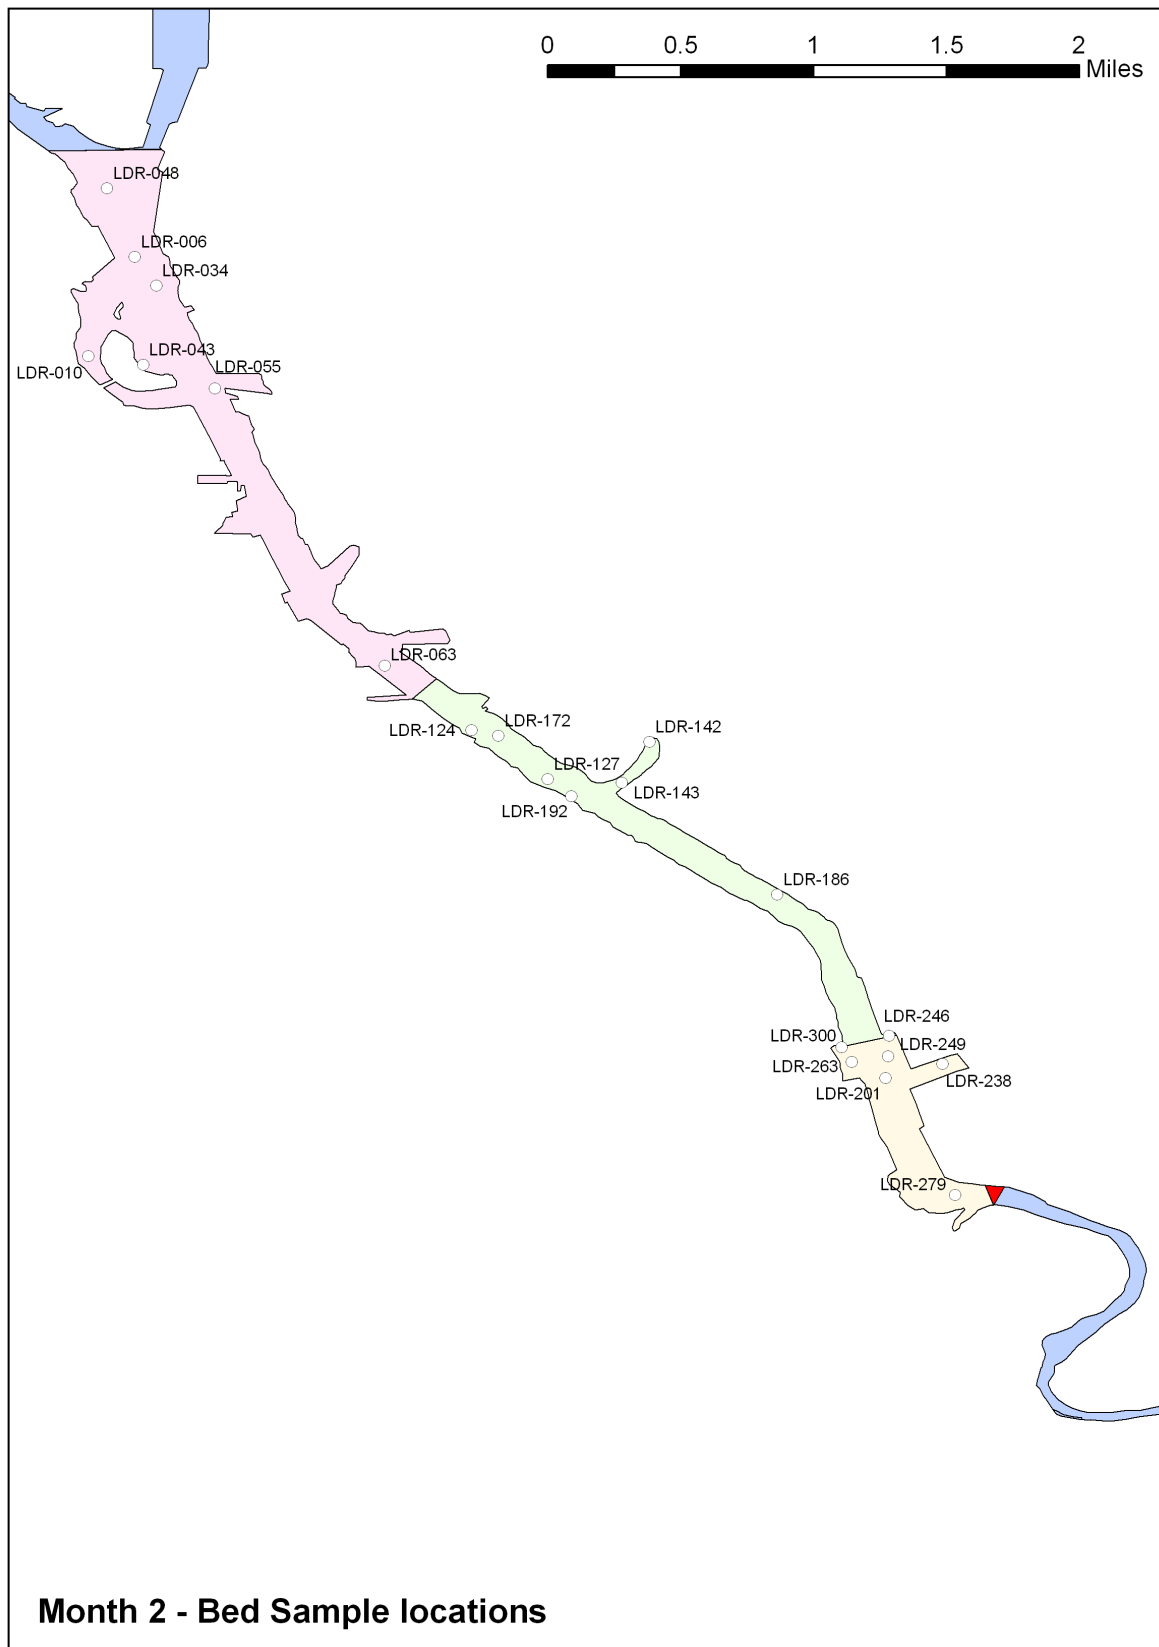 0 0.5 1 1.5 2
Miles
LDR-048
LDR-006
LDR-034
LDR-043
LDR-055
LDR-010
LDR-063
LDR-142
LDR-172
LDR-124
LDR-127
LDR-143
LDR-192
LDR-186
LDR-246
LDR-300
LDR-249
LDR-263
LDR-238
LDR-201
LDR-279
Month 2 - Bed Sample locations